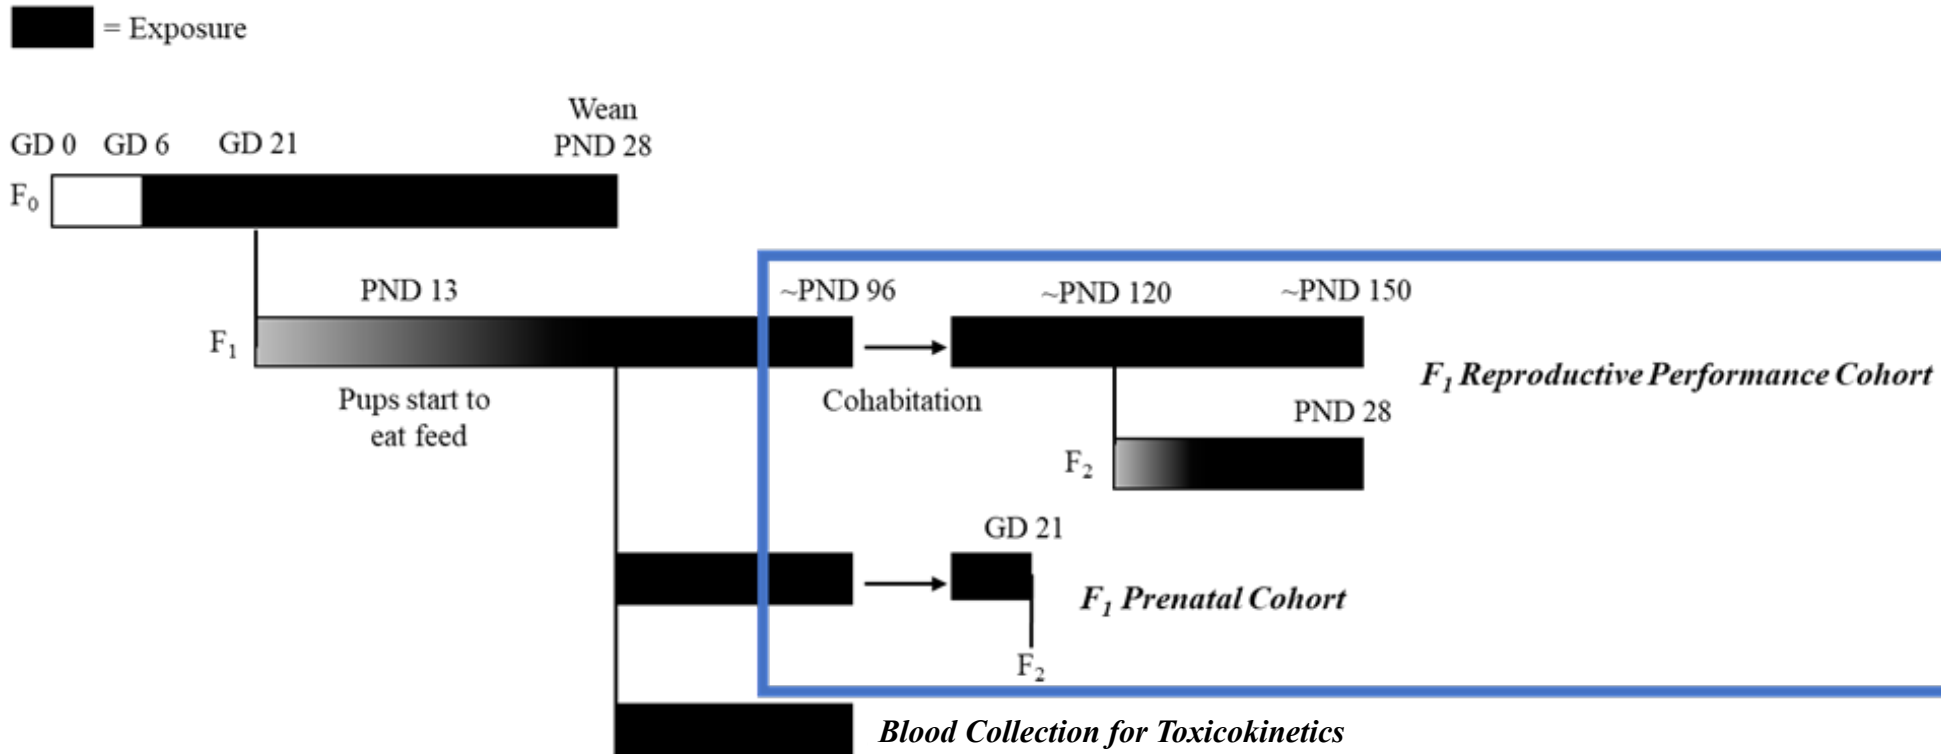 = Exposure
Wean
GD 0 GD 6 GD 21 PND 28
F₀
PND 13 ~PND 96 ~PND 120 ~PND 150
F₁
F₁ Reproductive Performance Cohort
Pups start to
eat feed
Cohabitation
PND 28
F₂
GD 21
F₁ Prenatal Cohort
F₂
Blood Collection for Toxicokinetics